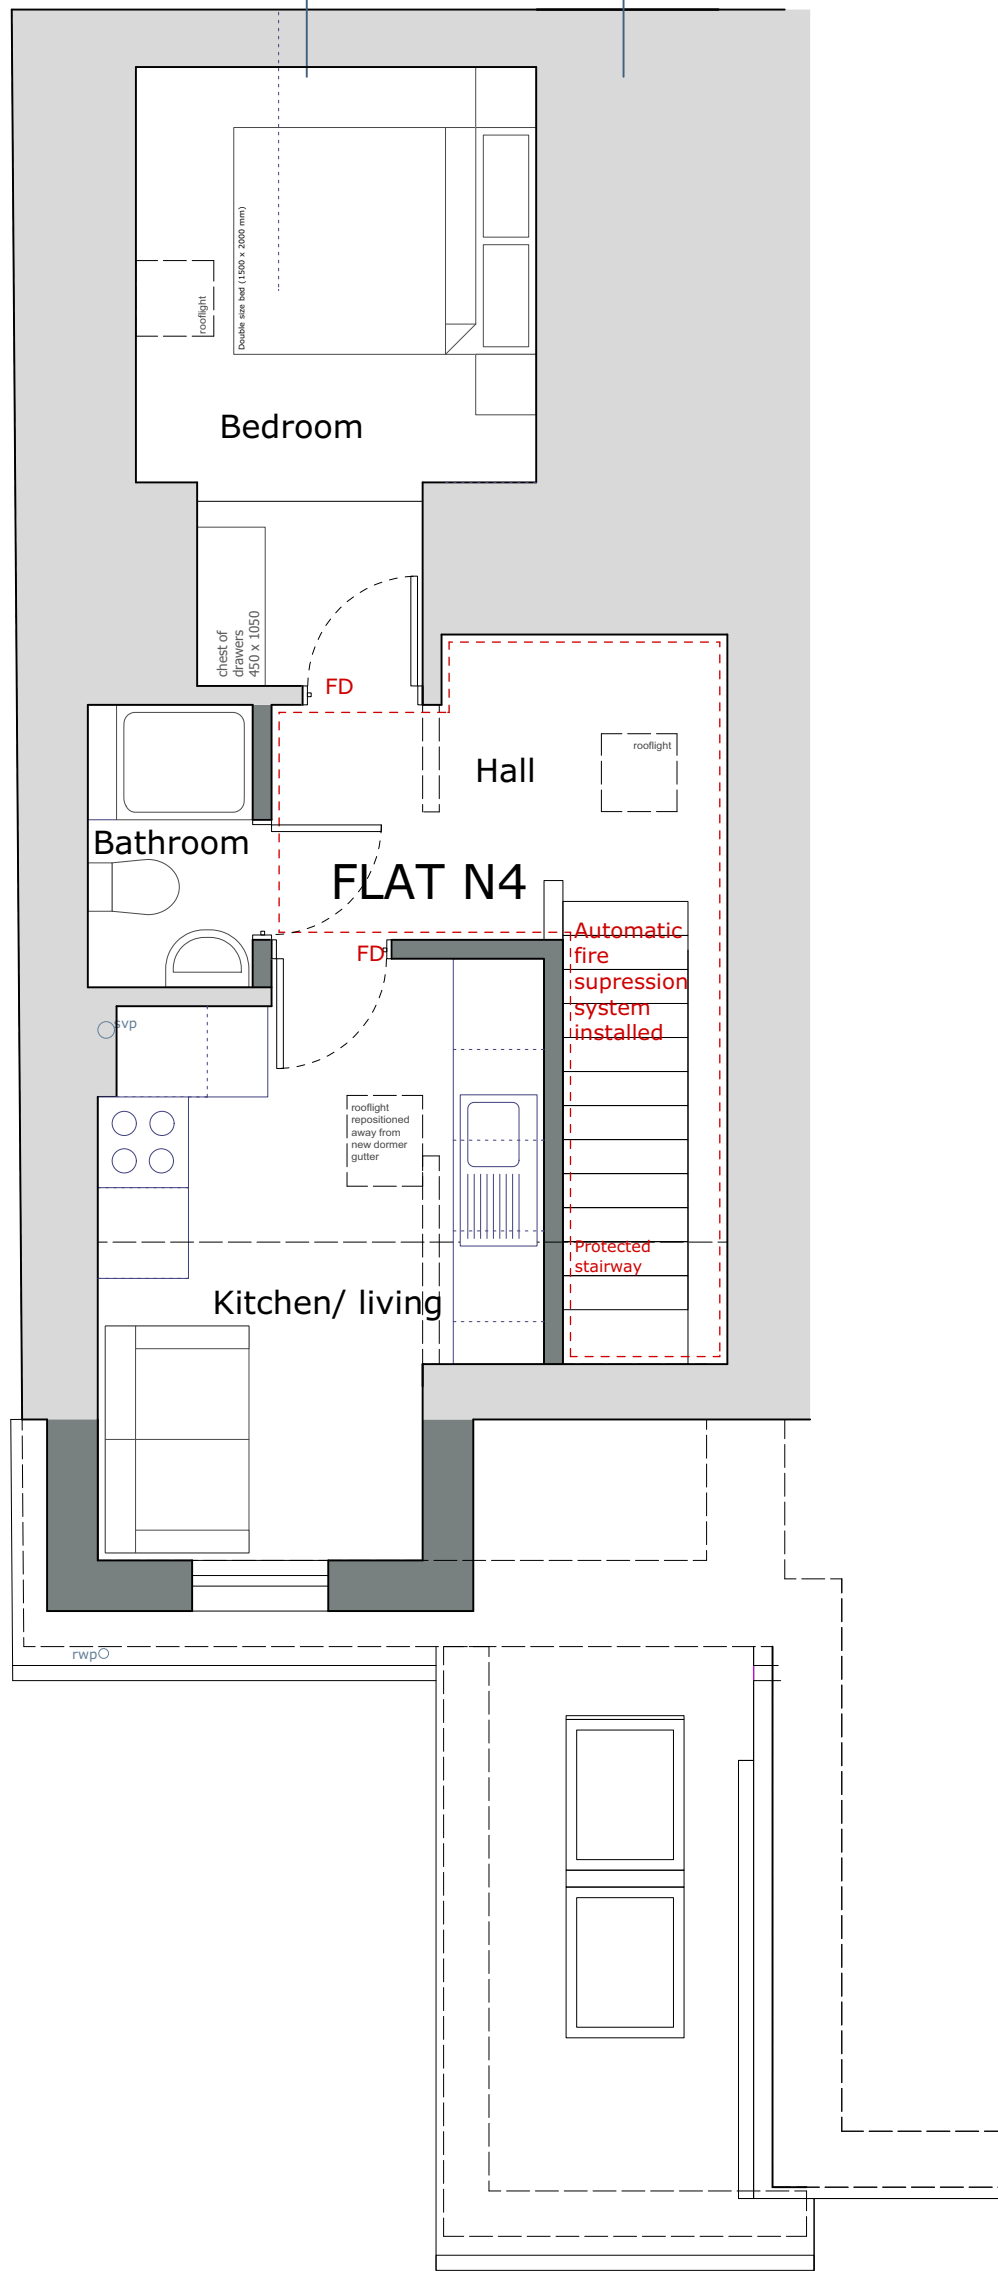 Double size bed (1500 x 2000 mm)
rooflight
Bedroom
chest of
drawers
450 x 1050
FD
Hall
rooflight
Bathroom
FLAT N4
FD
Automatic
fire
supression
system
installed
svp
rooflight
repositioned
away from
new dormer
gutter
Protected
stairway
Kitchen/ living
rwp